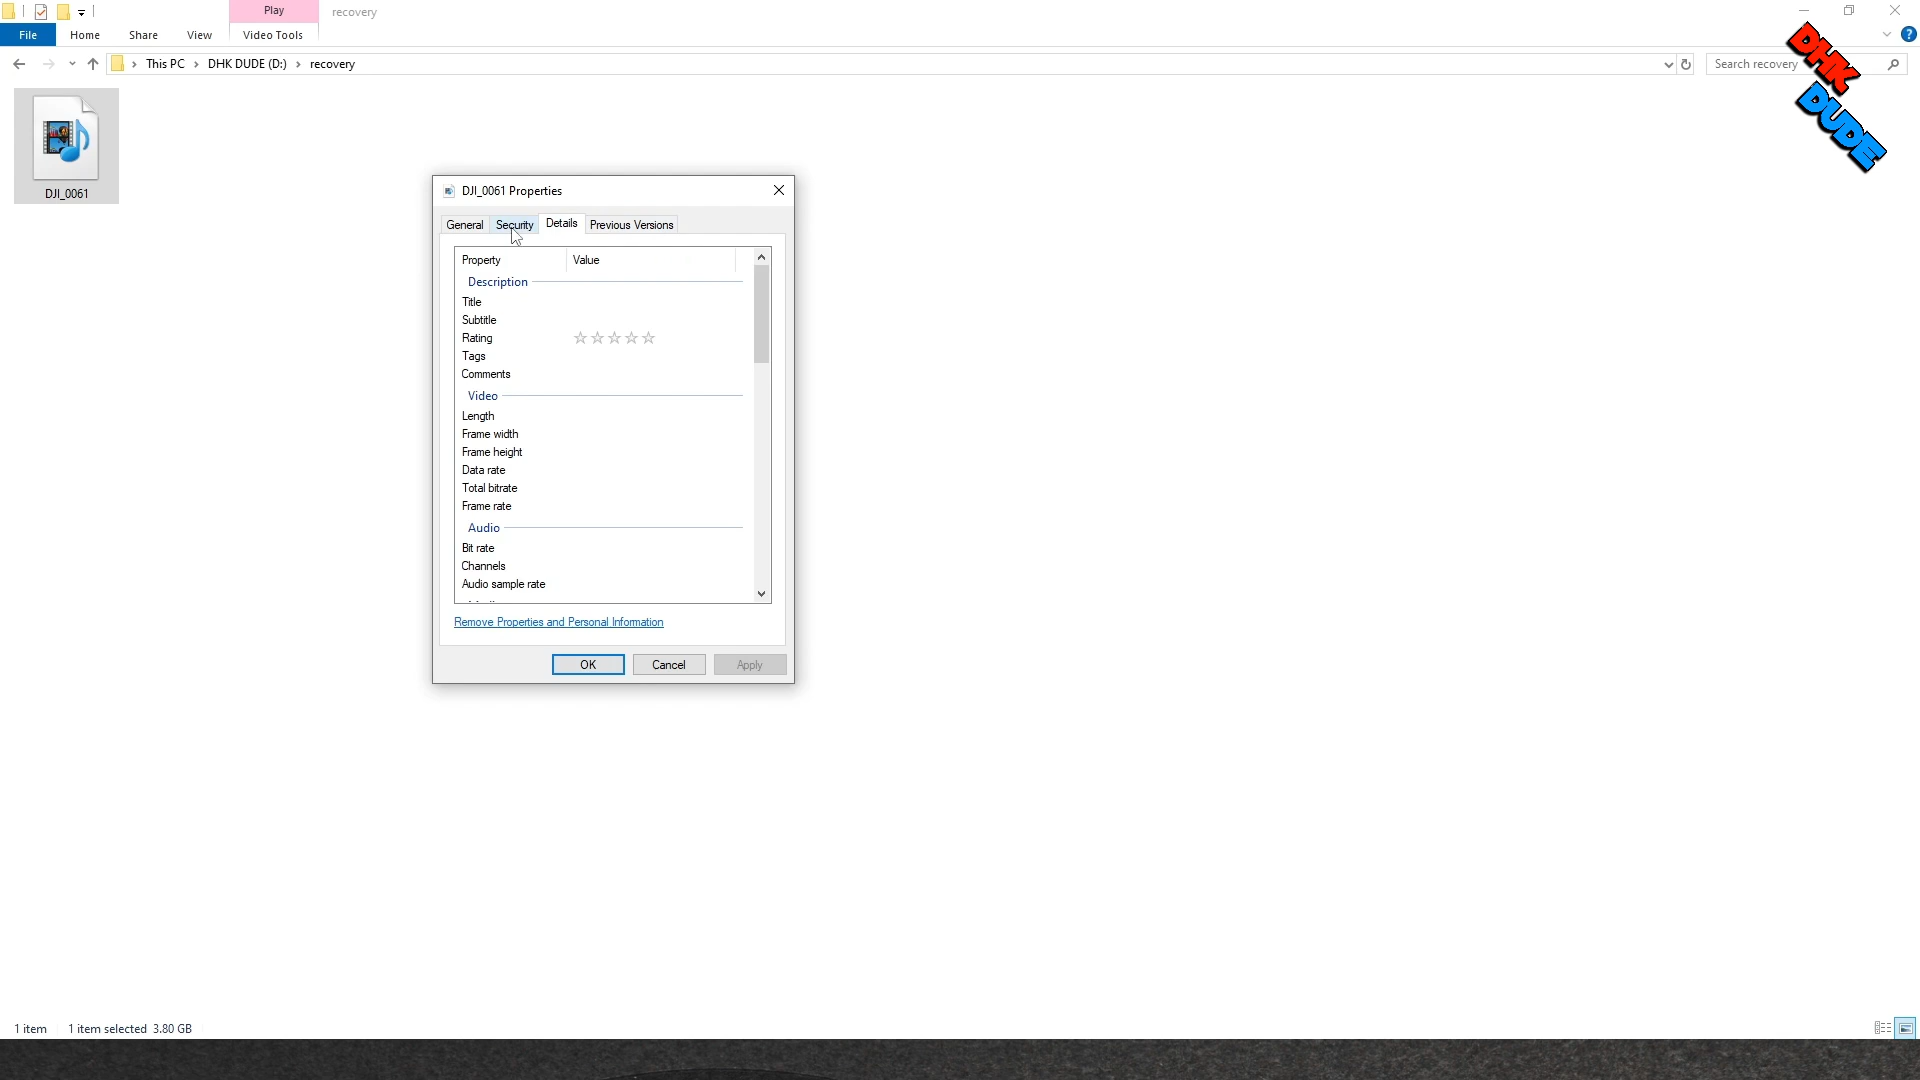 Play
recovery
File
Home
Share
View
Video Tools
?
This PC
DHK DUDE (D:)
recovery
Search recovery
DHK
DUDE
DJI_0061
DJI_0061 Properties
General
Security
Details
Previous Versions
Property
Value
Description
Title
Subtitle
Rating
Tags
Comments
Video
Length
Frame width
Frame height
Data rate
Total bitrate
Frame rate
Audio
Bit rate
Channels
Audio sample rate
Remove Properties and Personal Information
OK
Cancel
Apply
1 item
1 item selected 3.80 GB